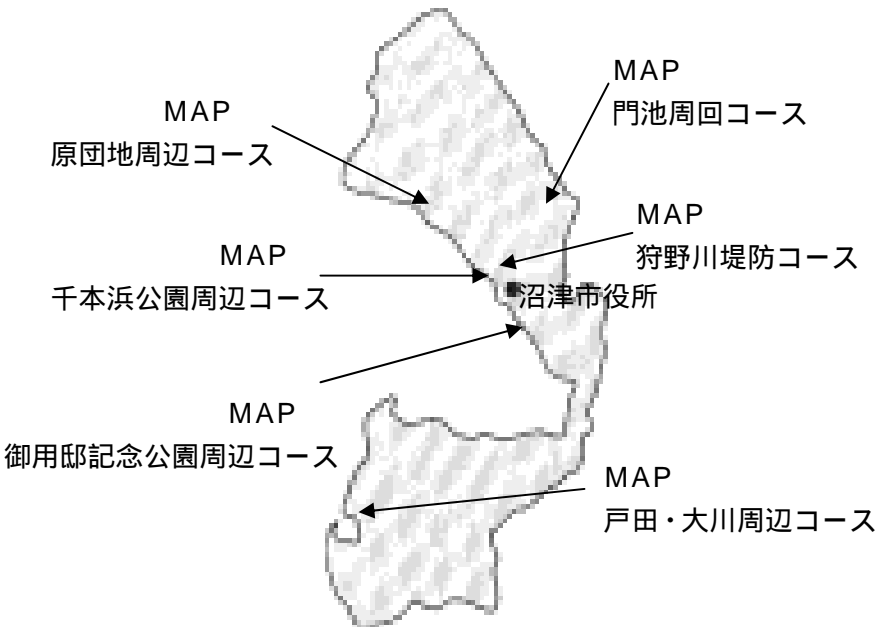 MAP
門池周回コース
MAP
原団地周辺コース
MAP
狩野川堤防コース
MAP
千本浜公園周辺コース
沼津市役所
MAP
御用邸記念公園周辺コース
MAP
戸田・大川周辺コース